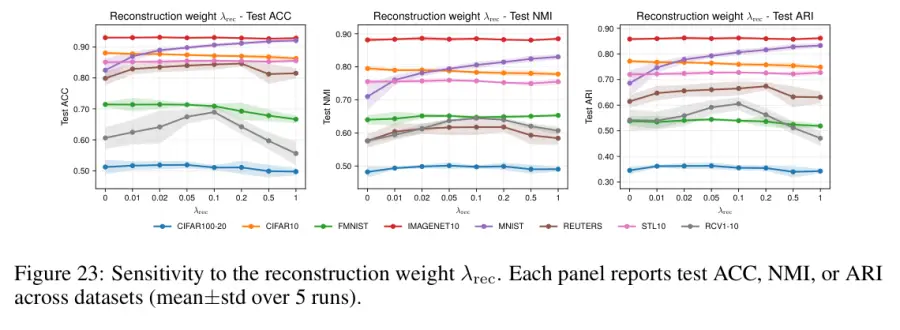 Reconstruction weight λrec - Test ACC
Test ACC
0.90
0.80
0.70
0.60
0.50
0 0.01 0.02 0.05 0.1 0.2 0.5 1
λrec
Reconstruction weight λrec - Test NMI
Test NMI
0.90
0.80
0.70
0.60
0.50
0 0.01 0.02 0.05 0.1 0.2 0.5 1
λrec
Reconstruction weight λrec - Test ARI
Test ARI
0.90
0.80
0.70
0.60
0.50
0.40
0.30
0 0.01 0.02 0.05 0.1 0.2 0.5 1
λrec
CIFAR100-20 CIFAR10 FMNIST IMAGENET10 MNIST REUTERS STL10 RCV1-10
Figure 23: Sensitivity to the reconstruction weight λrec. Each panel reports test ACC, NMI, or ARI
across datasets (mean±std over 5 runs).